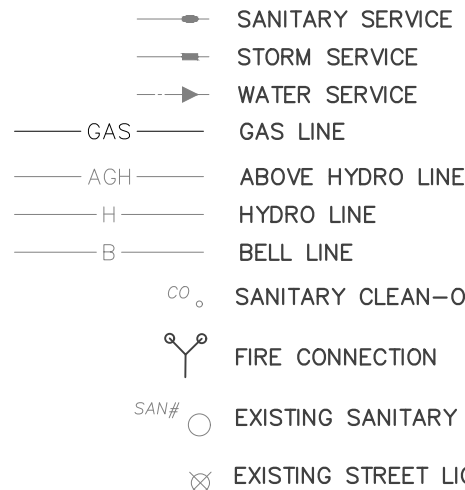 SANITARY SERVICE
STORM SERVICE
WATER SERVICE
GAS GAS LINE
AGH ABOVE HYDRO LINE
H HYDRO LINE
B BELL LINE
CO SANITARY CLEAN-O
FIRE CONNECTION
SAN# EXISTING SANITARY
EXISTING STREET LIG